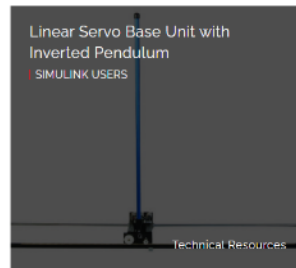 Linear Servo Base Unit with
Inverted Pendulum
SIMULINK USERS
Technical Resources